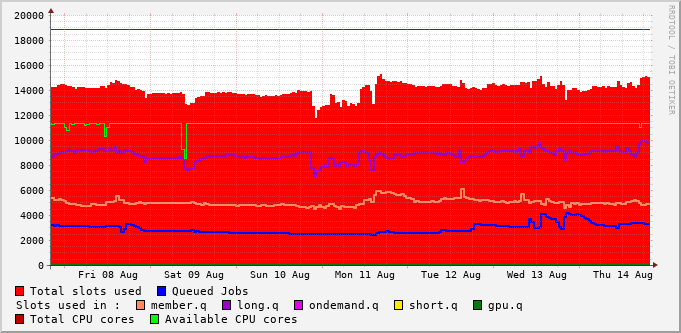 20000
18000
16000
14000
12000
10000
8000
6000
4000
2000
0
Fri 08 Aug Sat 09 Aug Sun 10 Aug Mon 11 Aug Tue 12 Aug Wed 13 Aug Thu 14 Aug
RRDTOOL / TOBI OETIKER
Total slots used Queued Jobs
Slots used in : member.q long.q ondemand.q short.q gpu.q
Total CPU cores Available CPU cores